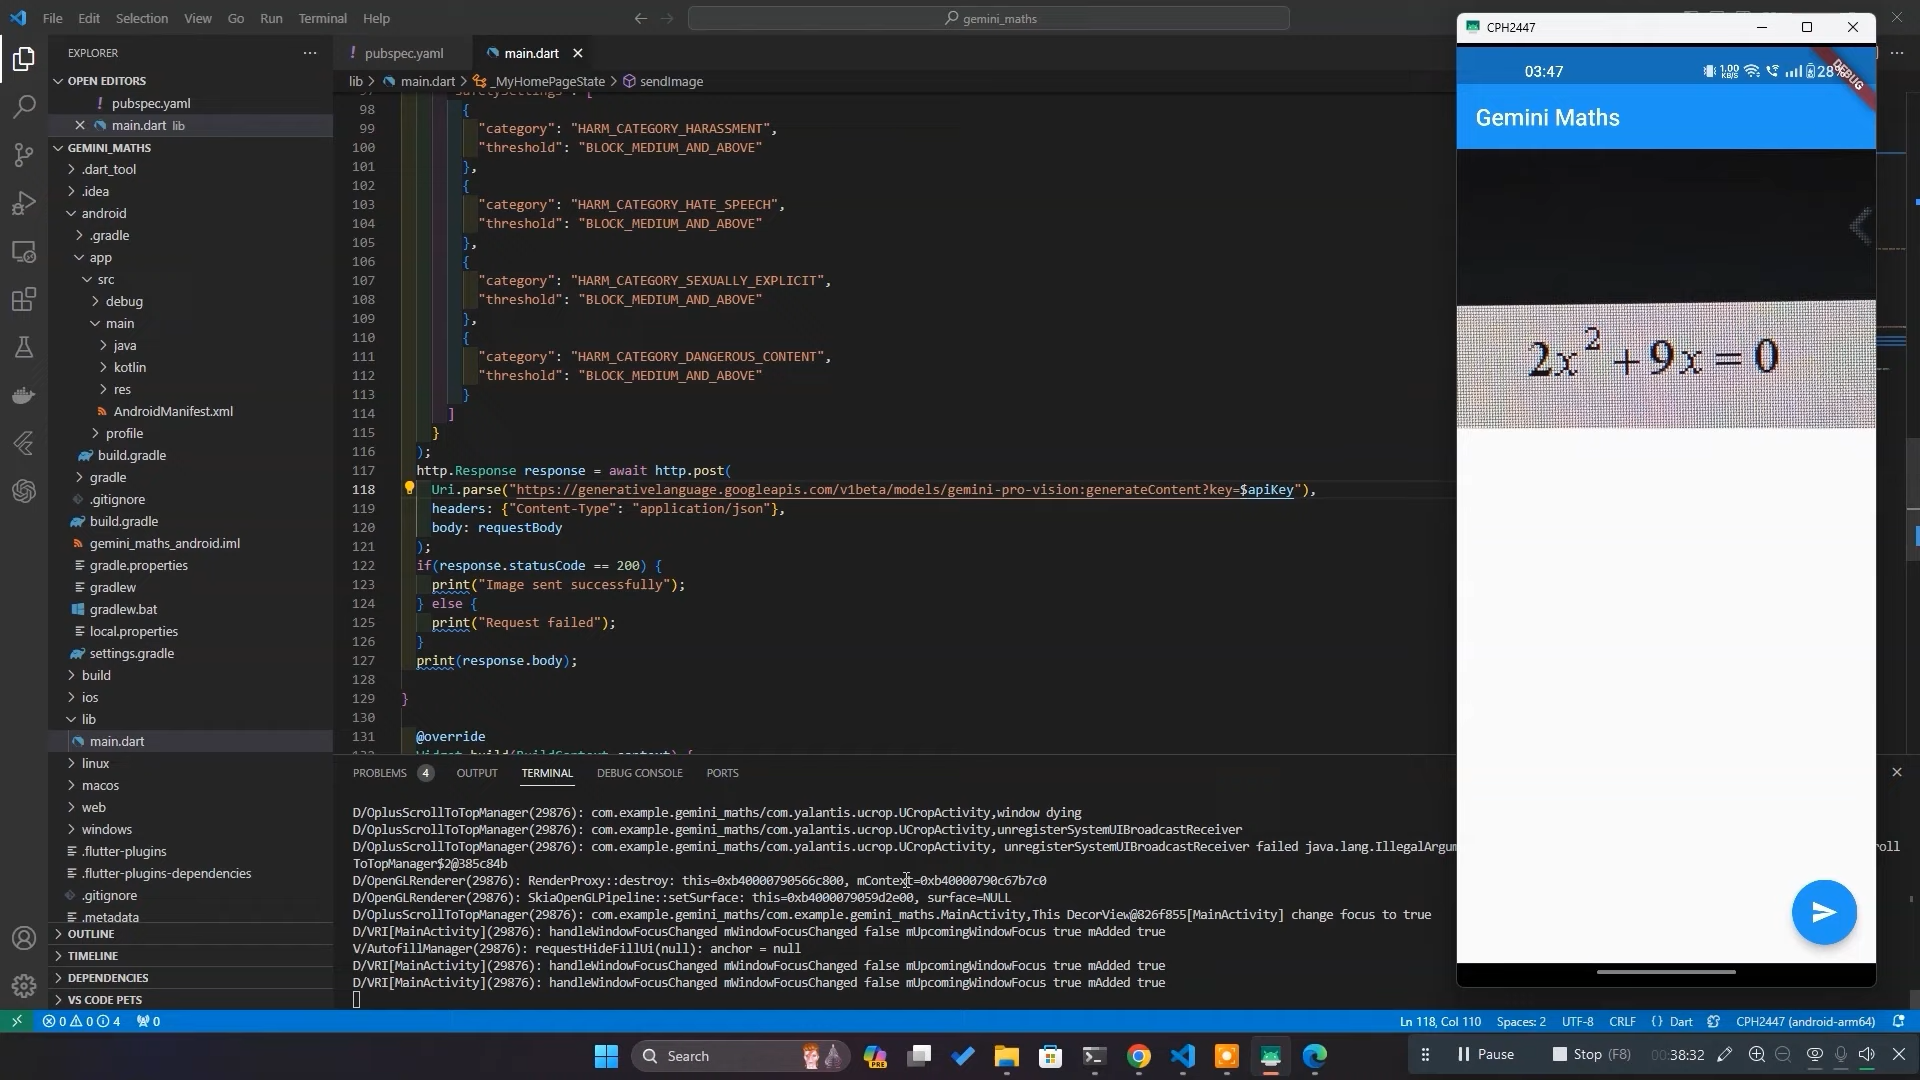 File Edit Selection View Go Run Terminal Help
gemini_maths
EXPLORER
OPEN EDITORS
! pubspec.yaml
main.dart lib
GEMINI_MATHS
.dart_tool
.idea
android
.gradle
app
src
debug
main
java
kotlin
res
AndroidManifest.xml
profile
build.gradle
gradle
.gitignore
build.gradle
gemini_maths_android.iml
gradle.properties
gradlew
gradlew.bat
local.properties
settings.gradle
build
ios
lib
main.dart
linux
macos
web
windows
.flutter-plugins
.flutter-plugins-dependencies
.gitignore
.metadata
OUTLINE
TIMELINE
DEPENDENCIES
VS CODE PETS
! pubspec.yaml main.dart
lib > main.dart > _MyHomePageState > sendImage
98 {
99 "category": "HARM_CATEGORY_HARASSMENT",
100 "threshold": "BLOCK_MEDIUM_AND_ABOVE"
101 },
102 {
103 "category": "HARM_CATEGORY_HATE_SPEECH",
104 "threshold": "BLOCK_MEDIUM_AND_ABOVE"
105 },
106 {
107 "category": "HARM_CATEGORY_SEXUALLY_EXPLICIT",
108 "threshold": "BLOCK_MEDIUM_AND_ABOVE"
109 },
110 {
111 "category": "HARM_CATEGORY_DANGEROUS_CONTENT",
112 "threshold": "BLOCK_MEDIUM_AND_ABOVE"
113 }
114 ]
115 }
116 );
117 http.Response response = await http.post(
118 Uri.parse("https://generativelanguage.googleapis.com/v1beta/models/gemini-pro-vision:generateContent?key=$apiKey"),
119 headers: {"Content-Type": "application/json"},
120 body: requestBody
121 );
122 if(response.statusCode == 200) {
123 print("Image sent successfully");
124 } else {
125 print("Request failed");
126 }
127 print(response.body);
128
129 }
130
131 @override
PROBLEMS 4 OUTPUT TERMINAL DEBUG CONSOLE PORTS
D/OplusScrollToTopManager(29876): com.example.gemini_maths/com.yalantis.ucrop.UCropActivity,window dying
D/OplusScrollToTopManager(29876): com.example.gemini_maths/com.yalantis.ucrop.UCropActivity,unregisterSystemUIBroadcastReceiver
D/OplusScrollToTopManager(29876): com.example.gemini_maths/com.yalantis.ucrop.UCropActivity, unregisterSystemUIBroadcastReceiver failed java.lang.IllegalArgum roll
ToTopManager$2@385c84b
D/OpenGLRenderer(29876): RenderProxy::destroy: this=0xb40000790566c800, mContext=0xb40000790c67b7c0
D/OpenGLRenderer(29876): SkiaOpenGLPipeline::setSurface: this=0xb4000079059d2e00, surface=NULL
D/OplusScrollToTopManager(29876): com.example.gemini_maths/com.example.gemini_maths.MainActivity,This DecorView@826f855[MainActivity] change focus to true
D/VRI[MainActivity](29876): handleWindowFocusChanged mWindowFocusChanged false mUpcomingWindowFocus true mAdded true
V/AutofillManager(29876): requestHideFillUi(null): anchor = null
D/VRI[MainActivity](29876): handleWindowFocusChanged mWindowFocusChanged false mUpcomingWindowFocus true mAdded true
D/VRI[MainActivity](29876): handleWindowFocusChanged mWindowFocusChanged false mUpcomingWindowFocus true mAdded true
CPH2447
03:47 1.00 KB/S 28%
DEBUG
Gemini Maths
2x² + 9x = 0
0 0 4 0 Ln 118, Col 110 Spaces: 2 UTF-8 CRLF {} Dart CPH2447 (android-arm64)
Search PRE Pause Stop (F8) 00:38:32